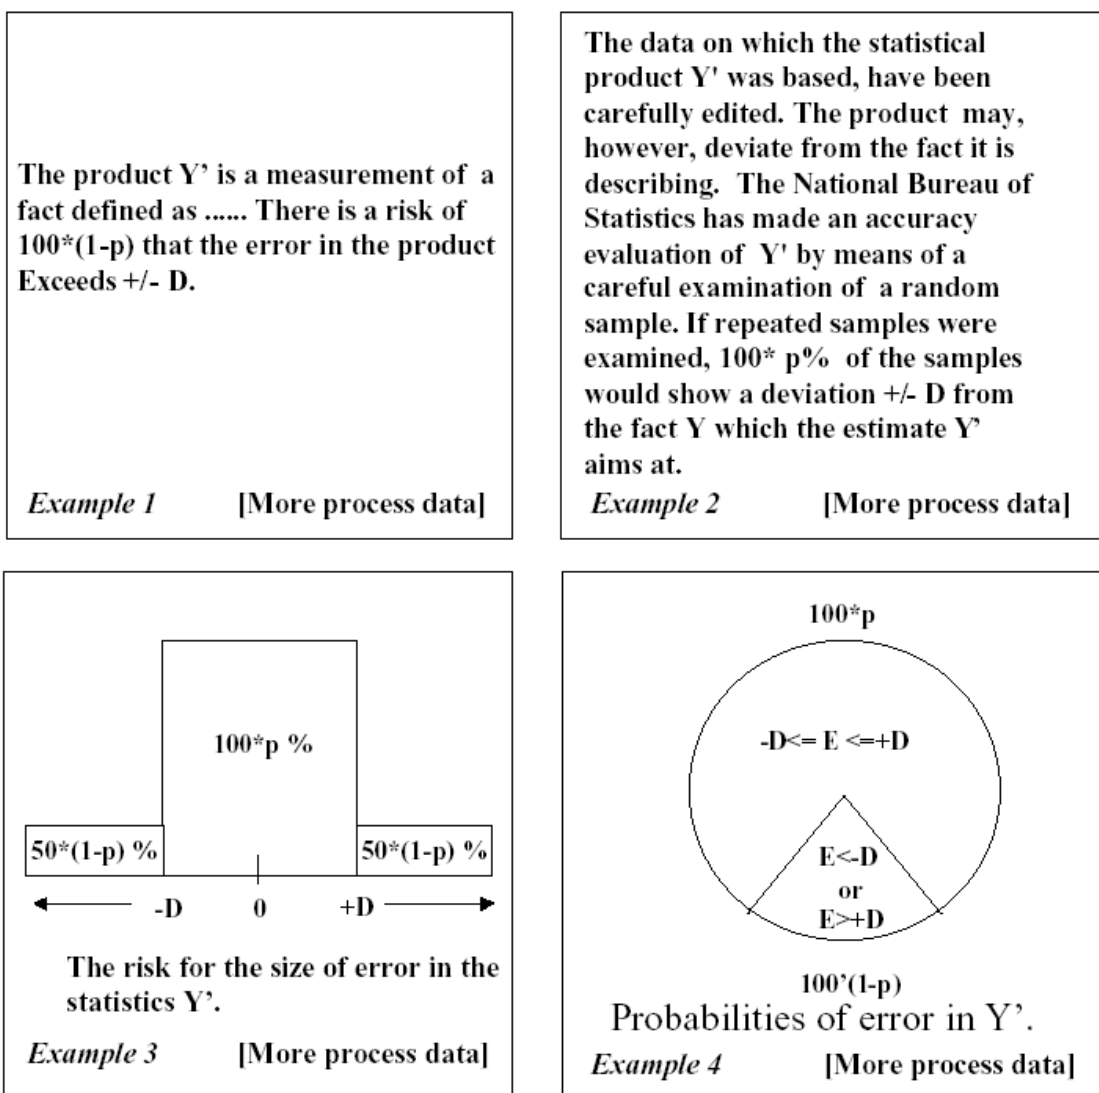 The product Y’ is a measurement of a
fact defined as ...... There is a risk of
100*(1-p) that the error in the product
Exceeds +/- D.
Example 1 [More process data]
The data on which the statistical
product Y' was based, have been
carefully edited. The product may,
however, deviate from the fact it is
describing. The National Bureau of
Statistics has made an accuracy
evaluation of Y' by means of a
careful examination of a random
sample. If repeated samples were
examined, 100* p% of the samples
would show a deviation +/- D from
the fact Y which the estimate Y’
aims at.
Example 2 [More process data]
100*p %
50*(1-p) % 50*(1-p) %
-D 0 +D
The risk for the size of error in the
statistics Y’.
Example 3 [More process data]
100*p
-D<= E <=+D
E<-D
or
E>+D
100’(1-p)
Probabilities of error in Y’.
Example 4 [More process data]